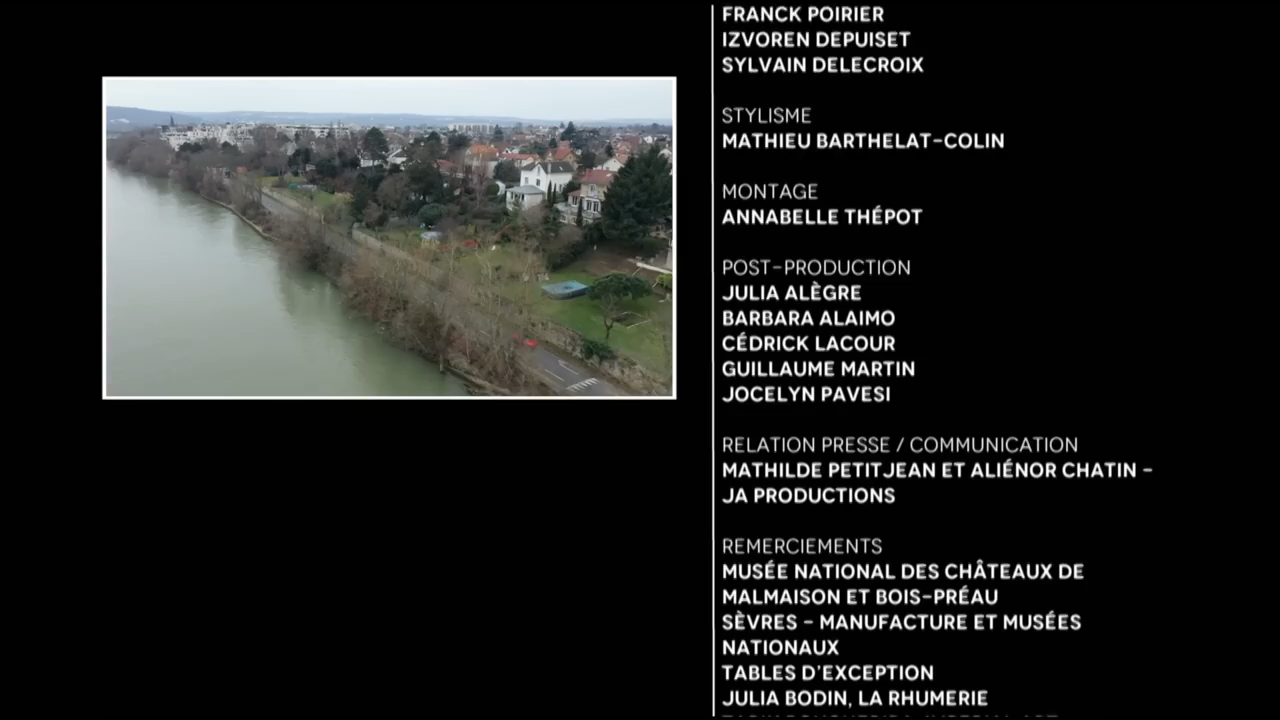 FRANCK POIRIER
IZVOREN DEPUISET
SYLVAIN DELECROIX
STYLISME
MATHIEU BARTHELAT-COLIN
MONTAGE
ANNABELLE THÉPOT
POST-PRODUCTION
JULIA ALÈGRE
BARBARA ALAIMO
CÉDRICK LACOUR
GUILLAUME MARTIN
JOCELYN PAVESI
RELATION PRESSE / COMMUNICATION
MATHILDE PETITJEAN ET ALIÉNOR CHATIN -
JA PRODUCTIONS
REMERCIEMENTS
MUSÉE NATIONAL DES CHÂTEAUX DE
MALMAISON ET BOIS-PRÉAU
SÈVRES - MANUFACTURE ET MUSÉES
NATIONAUX
TABLES D'EXCEPTION
JULIA BODIN, LA RHUMERIE